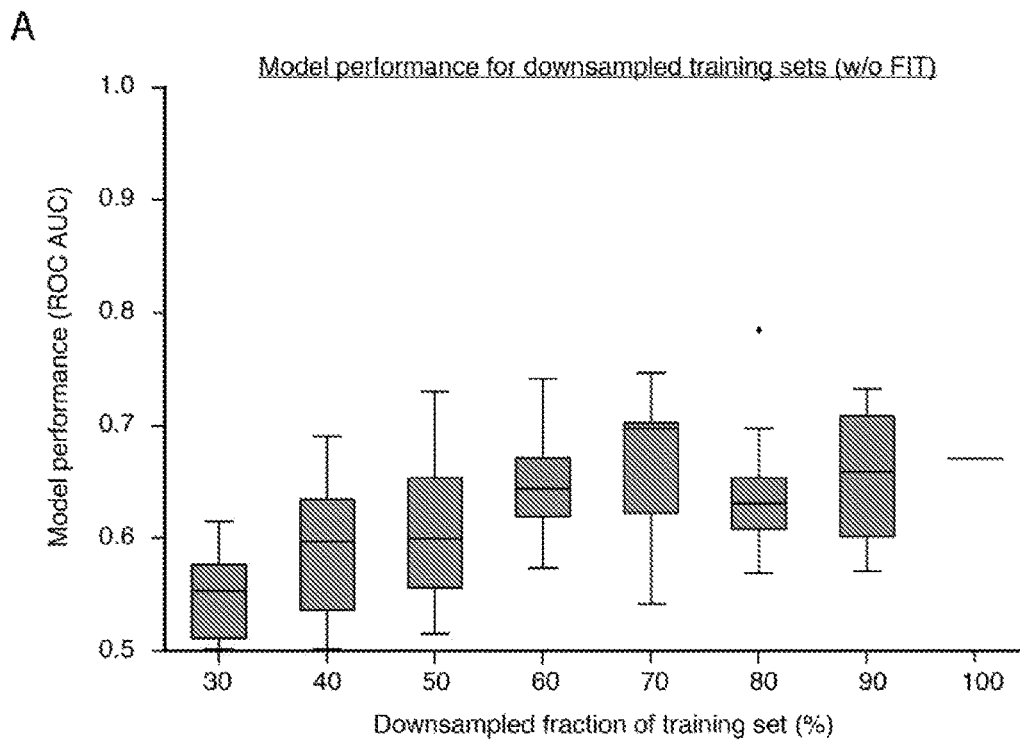 A
Model performance for downsampled training sets (w/o FIT)
1.0
0.9
0.8
0.7
0.6
0.5
Model performance (ROC AUC)
30 40 50 60 70 80 90 100
Downsampled fraction of training set (%)